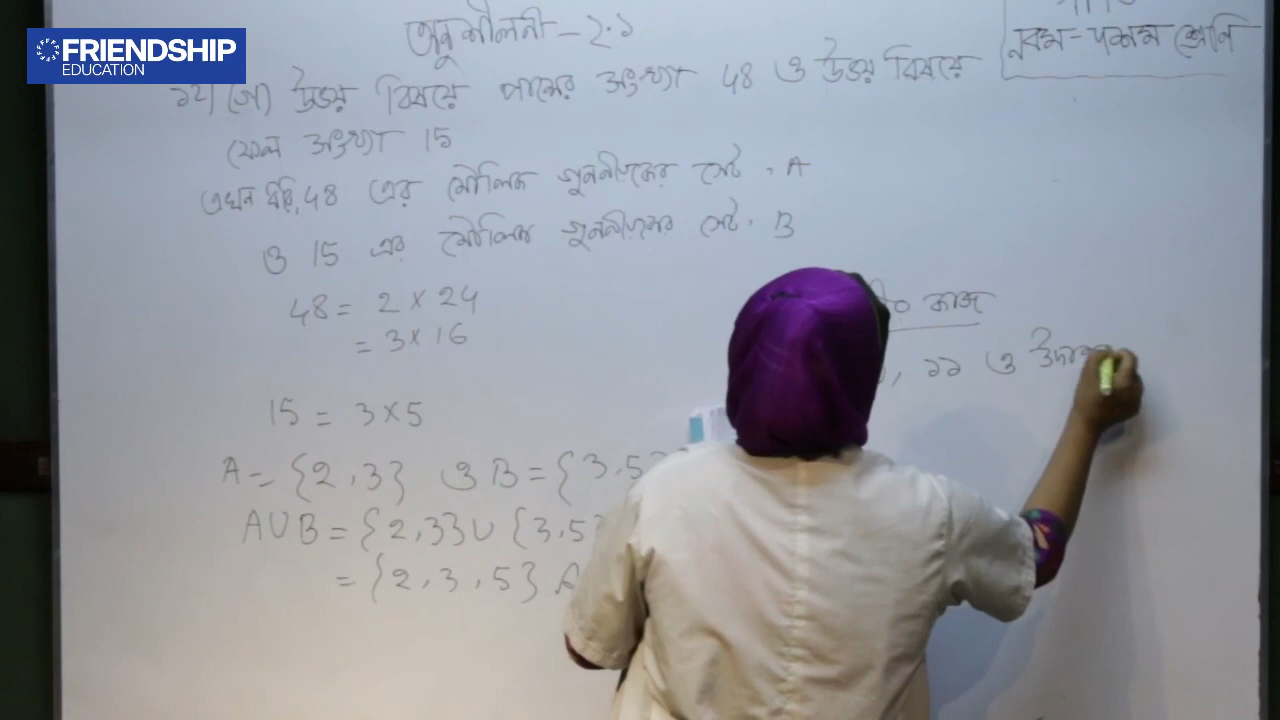 FRIENDSHIP
EDUCATION
অনুশীলনী - ২.১
নবম-দশম শ্রেণি
১২। (গ) উভয় বিষয়ে পাশের সংখ্যা 48 ও উভয় বিষয়ে
ফেল সংখ্যা 15
এখন ধরি, 48 এর মৌলিক গুননীয়কের সেট = A
ও 15 এর মৌলিক গুননীয়কের সেট = B
48 = 2 × 24
= 3 × 16
15 = 3 × 5
A = {2, 3} ও B = {3, 5
A∪B = {2, 3} ∪ {3, 5
= {2, 3, 5} A
কাজ
, ১১ ও